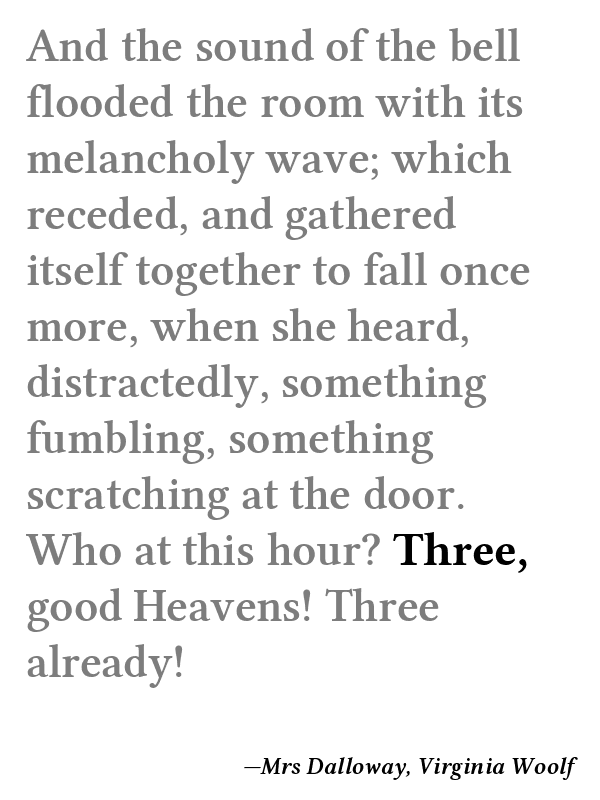 And the sound of the bell
flooded the room with its
melancholy wave; which
receded, and gathered
itself together to fall once
more, when she heard,
distractedly, something
fumbling, something
scratching at the door.
Who at this hour? Three,
good Heavens! Three
already!
—Mrs Dalloway, Virginia Woolf